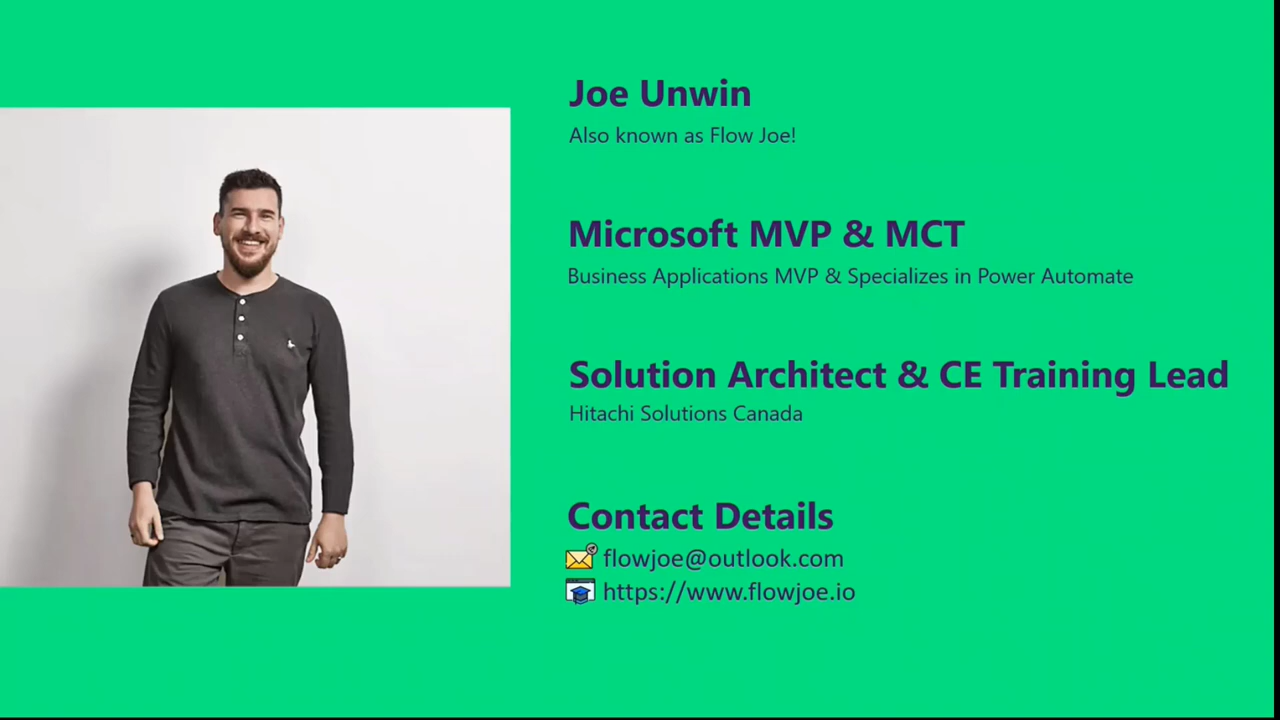 Joe Unwin
Also known as Flow Joe!
Microsoft MVP & MCT
Business Applications MVP & Specializes in Power Automate
Solution Architect & CE Training Lead
Hitachi Solutions Canada
Contact Details
flowjoe@outlook.com
https://www.flowjoe.io